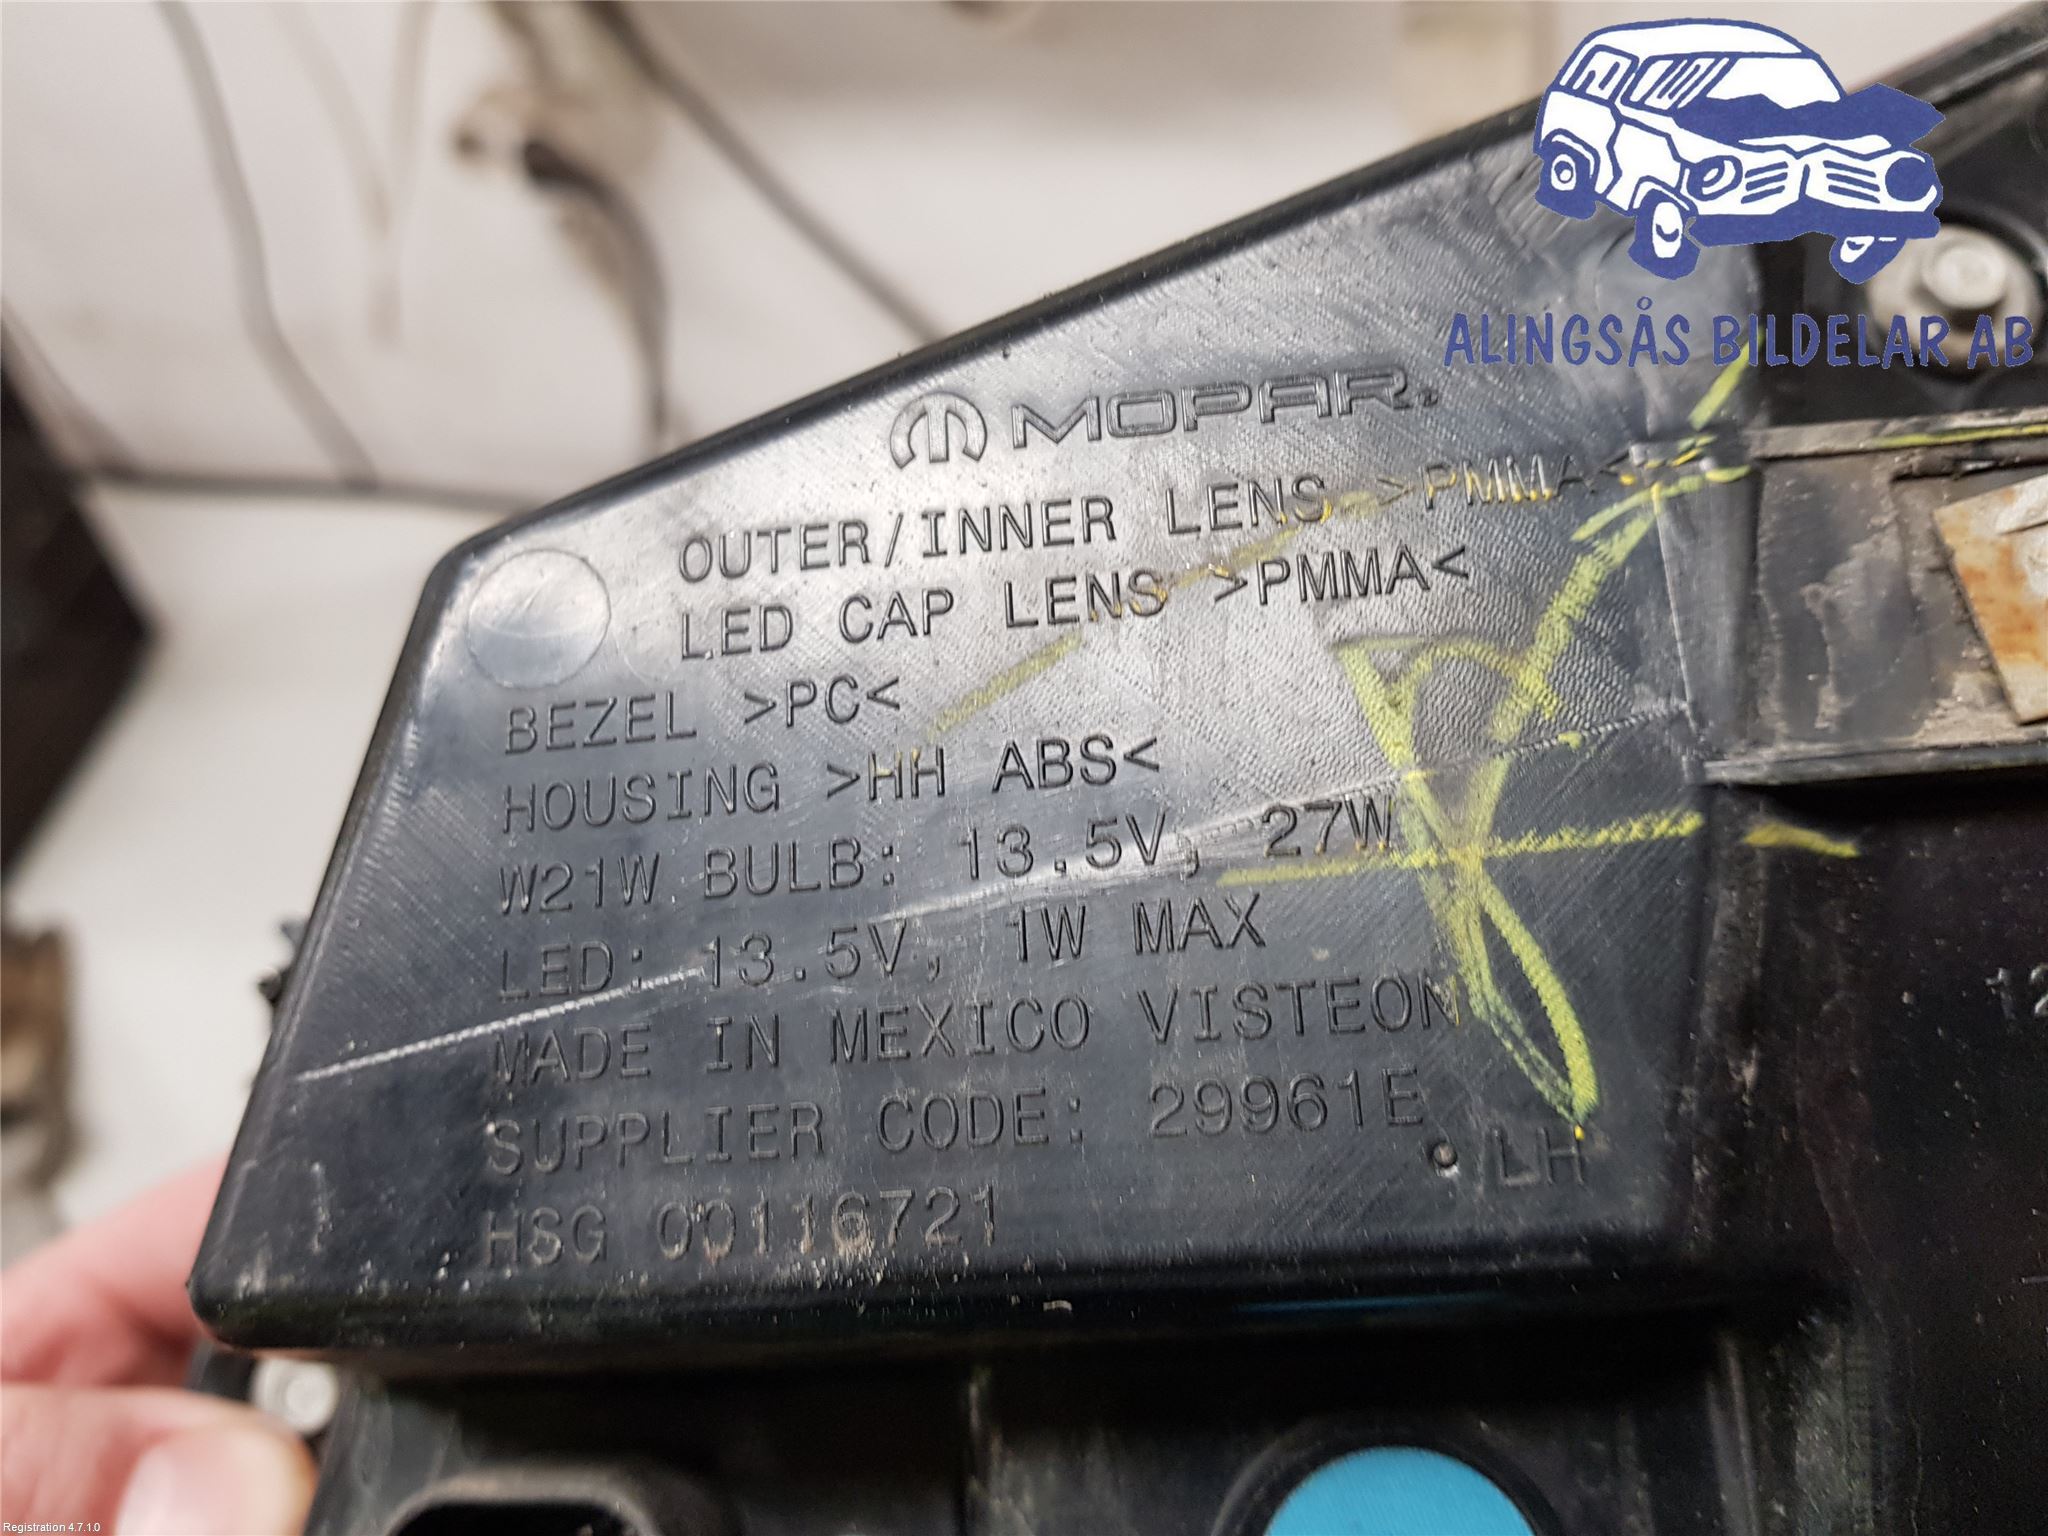 ALINGSÅS BILDELAR AB
MOPAR.
OUTER/INNER LENS >PMMA<
LED CAP LENS >PMMA<
BEZEL >PC<
HOUSING >HH ABS<
W21W BULB: 13.5V, 27W
LED: 13.5V, 1W MAX
MADE IN MEXICO VISTEON
SUPPLIER CODE: 29961E
LH
HSG 00116721
12
Registration 4.7.1.0